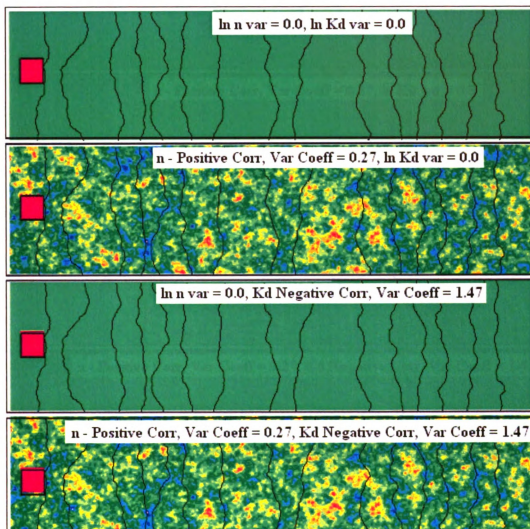 ln n var = 0.0, ln Kd var = 0.0
n - Positive Corr, Var Coeff = 0.27, ln Kd var = 0.0
ln n var = 0.0, Kd Negative Corr, Var Coeff = 1.47
n - Positive Corr, Var Coeff = 0.27, Kd Negative Corr, Var Coeff = 1.47